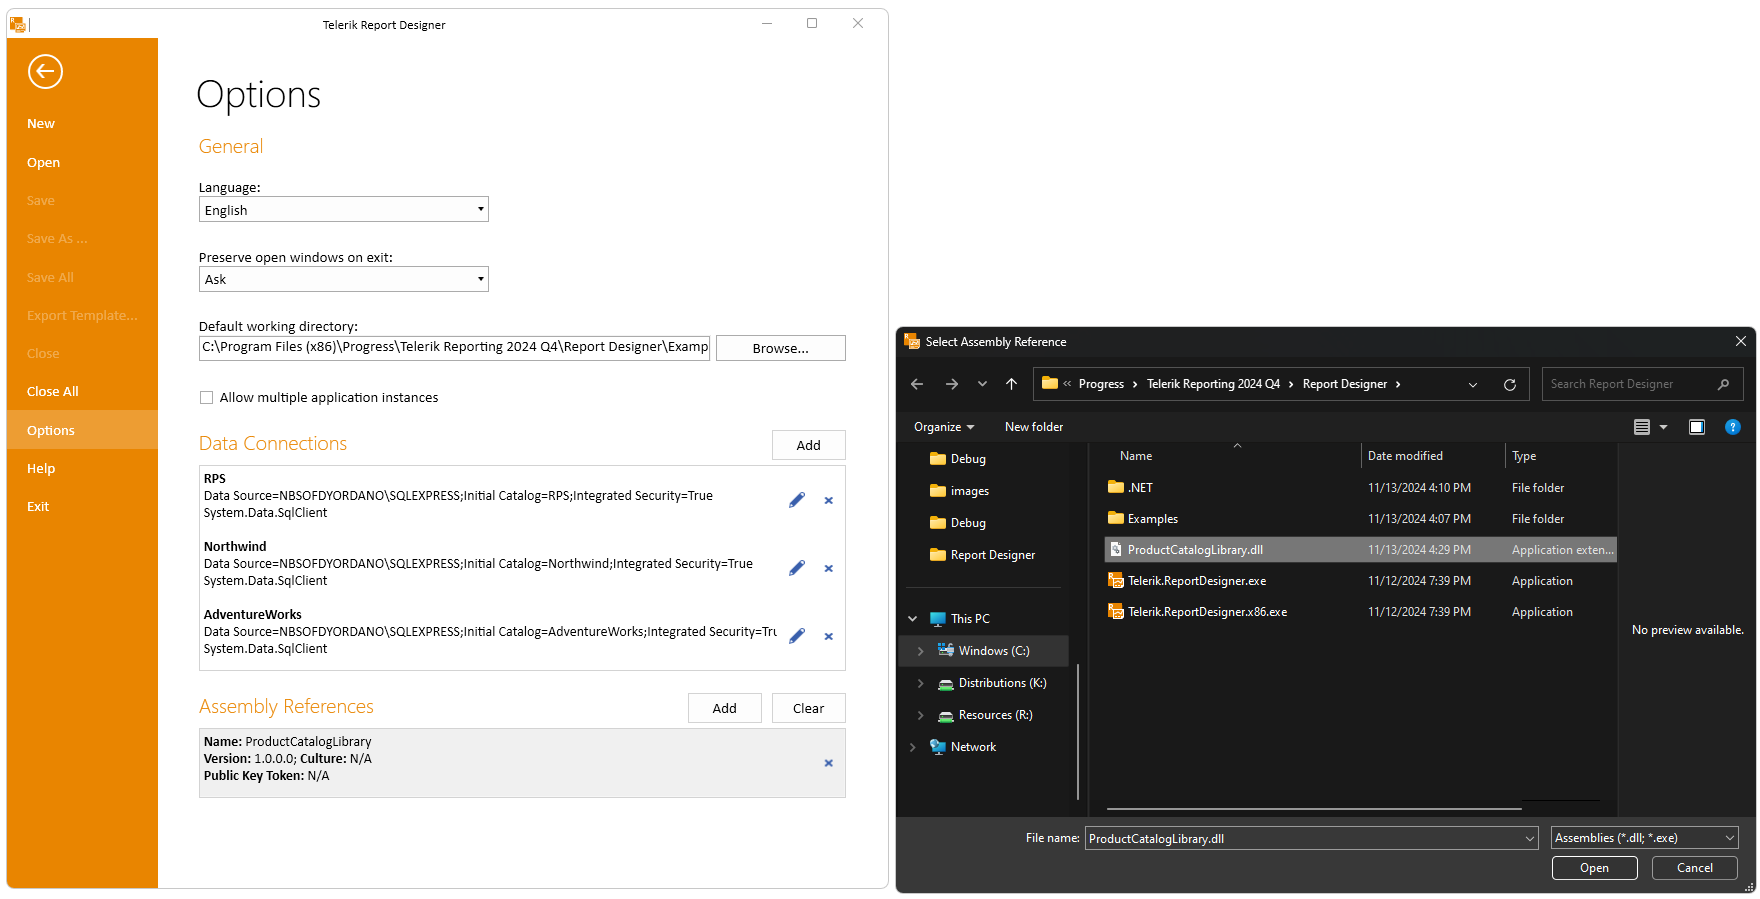 Telerik Report Designer
New
Open
Save
Save As ...
Save All
Export Template...
Close
Close All
Options
Help
Exit
Options
General
Language:
English
Preserve open windows on exit:
Ask
Default working directory:
C:\Program Files (x86)\Progress\Telerik Reporting 2024 Q4\Report Designer\Examp
Browse...
Allow multiple application instances
Data Connections
Add
RPS
Data Source=NBSOFDYORDANO\SQLEXPRESS;Initial Catalog=RPS;Integrated Security=True
System.Data.SqlClient
Northwind
Data Source=NBSOFDYORDANO\SQLEXPRESS;Initial Catalog=Northwind;Integrated Security=True
System.Data.SqlClient
AdventureWorks
Data Source=NBSOFDYORDANO\SQLEXPRESS;Initial Catalog=AdventureWorks;Integrated Security=Tru
System.Data.SqlClient
Assembly References
Add
Clear
Name: ProductCatalogLibrary
Version: 1.0.0.0; Culture: N/A
Public Key Token: N/A
Select Assembly Reference
« Progress › Telerik Reporting 2024 Q4 › Report Designer ›
Search Report Designer
Organize
New folder
Debug
images
Debug
Report Designer
This PC
Windows (C:)
Distributions (K:)
Resources (R:)
Network
Name Date modified Type
.NET 11/13/2024 4:10 PM File folder
Examples 11/13/2024 4:07 PM File folder
ProductCatalogLibrary.dll 11/13/2024 4:29 PM Application exten...
Telerik.ReportDesigner.exe 11/12/2024 7:39 PM Application
Telerik.ReportDesigner.x86.exe 11/12/2024 7:39 PM Application
No preview available.
File name: ProductCatalogLibrary.dll
Assemblies (*.dll; *.exe)
Open
Cancel